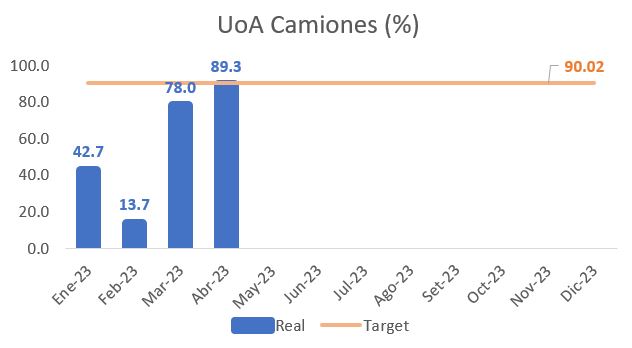 UoA Camiones (%)
100.0
80.0
60.0
40.0
20.0
0.0
42.7
13.7
78.0
89.3
90.02
Ene-23
Feb-23
Mar-23
Abr-23
May-23
Jun-23
Jul-23
Ago-23
Set-23
Oct-23
Nov-23
Dic-23
Real
Target